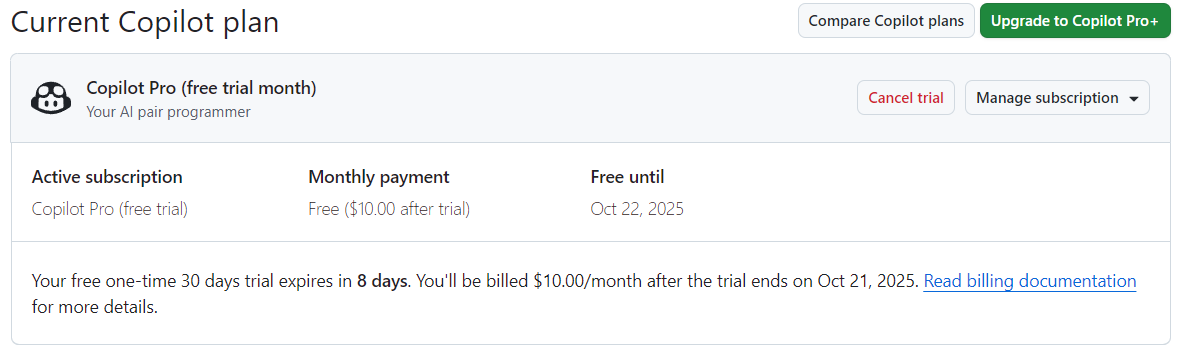 Current Copilot plan
Compare Copilot plans
Upgrade to Copilot Pro+
Copilot Pro (free trial month)
Your AI pair programmer
Cancel trial
Manage subscription
Active subscription
Monthly payment
Free until
Copilot Pro (free trial)
Free ($10.00 after trial)
Oct 22, 2025
Your free one-time 30 days trial expires in 8 days. You'll be billed $10.00/month after the trial ends on Oct 21, 2025. Read billing documentation
for more details.